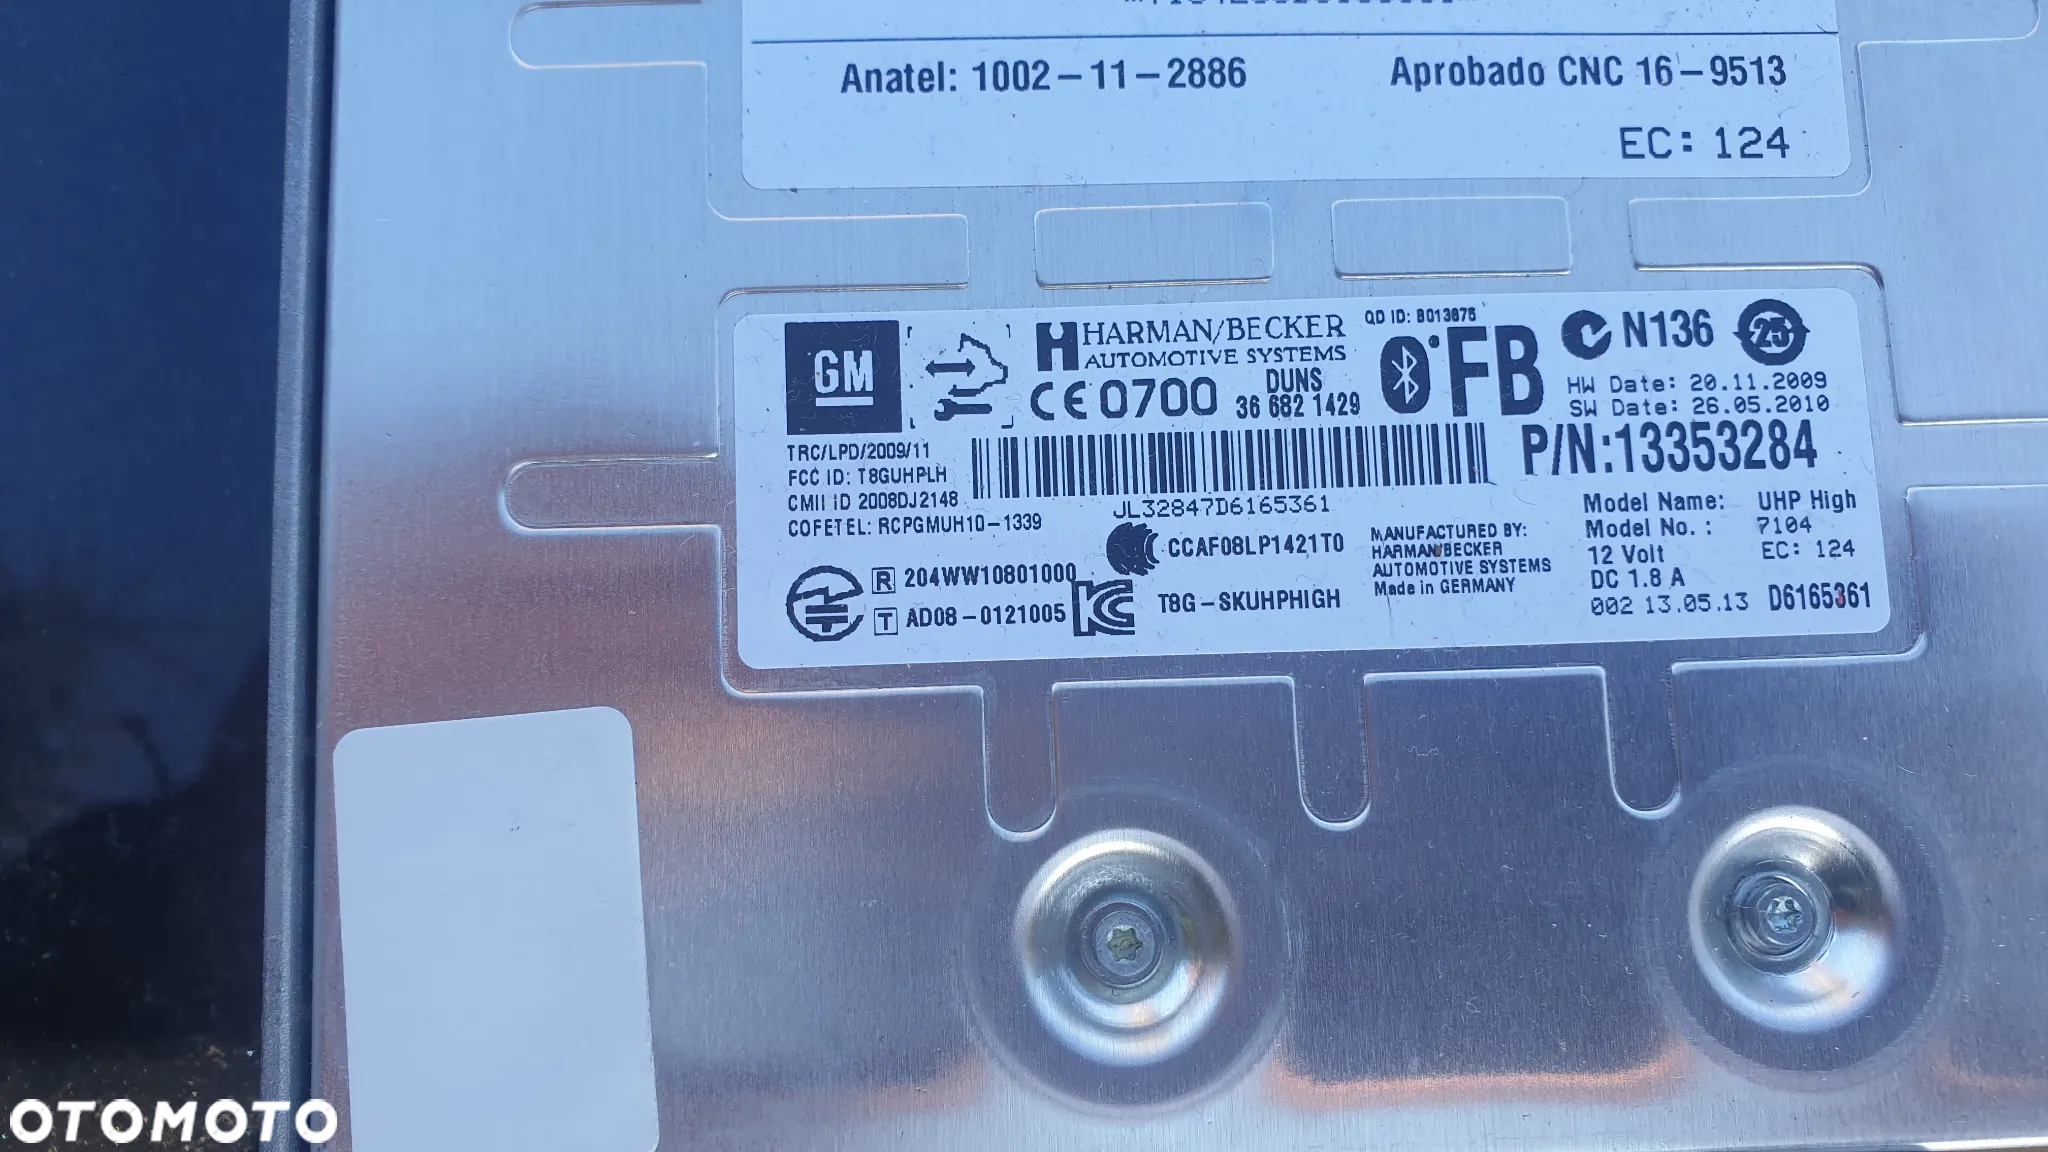 Anatel: 1002-11-2886 Aprobado CNC 16-9513
EC: 124
GM
HARMAN/BECKER
AUTOMOTIVE SYSTEMS
CE 0700
DUNS
36 682 1429
QD ID: B013875
FB
N136
25
HW Date: 20.11.2009
SW Date: 26.05.2010
P/N:13353284
TRC/LPD/2009/11
FCC ID: T8GUHPLH
CMII ID 2008DJ2148
COFETEL: RCPGMUH10-1339
JL32847D6165361
CCAF08LP1421T0
R 204WW10801000
T AD08-0121005
T8G-SKUHPHIGH
MANUFACTURED BY:
HARMAN/BECKER
AUTOMOTIVE SYSTEMS
Made in GERMANY
Model Name: UHP High
Model No. : 7104
12 Volt EC: 124
DC 1.8 A
002 13.05.13 D6165361
OTOMOTO